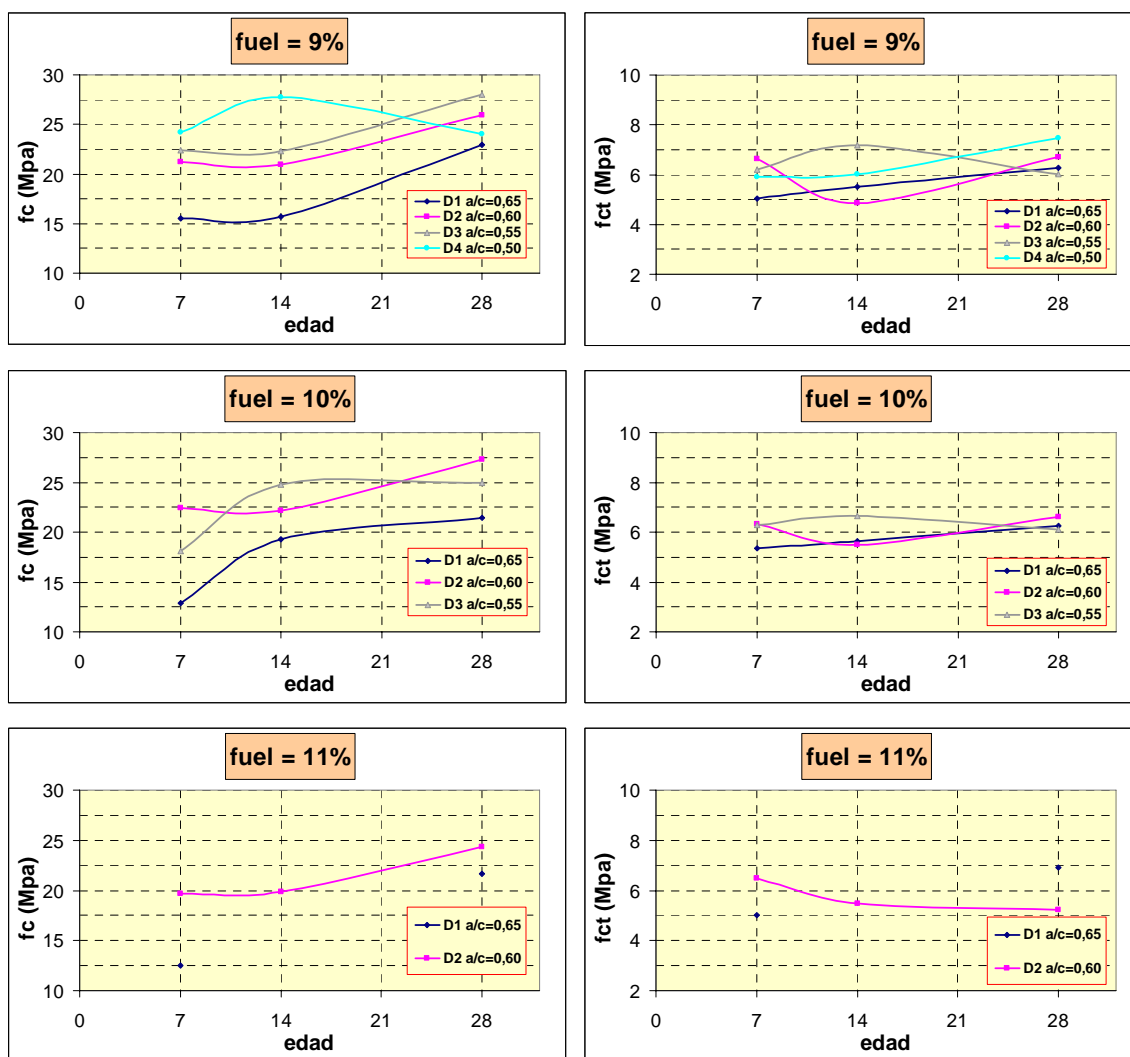 fuel = 9%
30
25
20
15
10
fc (Mpa)
D1 a/c=0,65
D2 a/c=0,60
D3 a/c=0,55
D4 a/c=0,50
0 7 14 21 28
edad
fuel = 9%
10
8
6
4
2
fct (Mpa)
D1 a/c=0,65
D2 a/c=0,60
D3 a/c=0,55
D4 a/c=0,50
0 7 14 21 28
edad
fuel = 10%
30
25
20
15
10
fc (Mpa)
D1 a/c=0,65
D2 a/c=0,60
D3 a/c=0,55
0 7 14 21 28
edad
fuel = 10%
10
8
6
4
2
fct (Mpa)
D1 a/c=0,65
D2 a/c=0,60
D3 a/c=0,55
0 7 14 21 28
edad
fuel = 11%
30
25
20
15
10
fc (Mpa)
D1 a/c=0,65
D2 a/c=0,60
0 7 14 21 28
edad
fuel = 11%
10
8
6
4
2
fct (Mpa)
D1 a/c=0,65
D2 a/c=0,60
0 7 14 21 28
edad